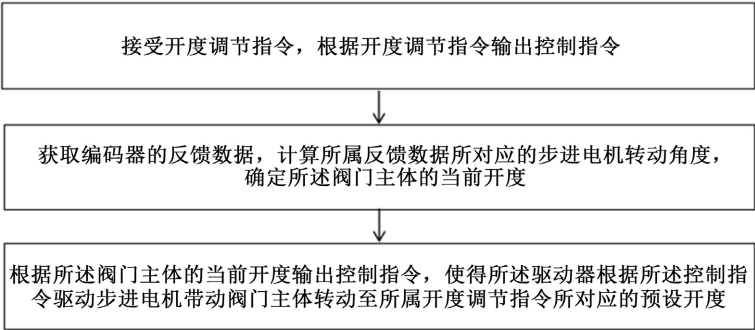 接受开度调节指令，根据开度调节指令输出控制指令
获取编码器的反馈数据，计算所属反馈数据所对应的步进电机转动角度，
确定所述阀门主体的当前开度
根据所述阀门主体的当前开度输出控制指令，使得所述驱动器根据所述控制指
令驱动步进电机带动阀门主体转动至所属开度调节指令所对应的预设开度